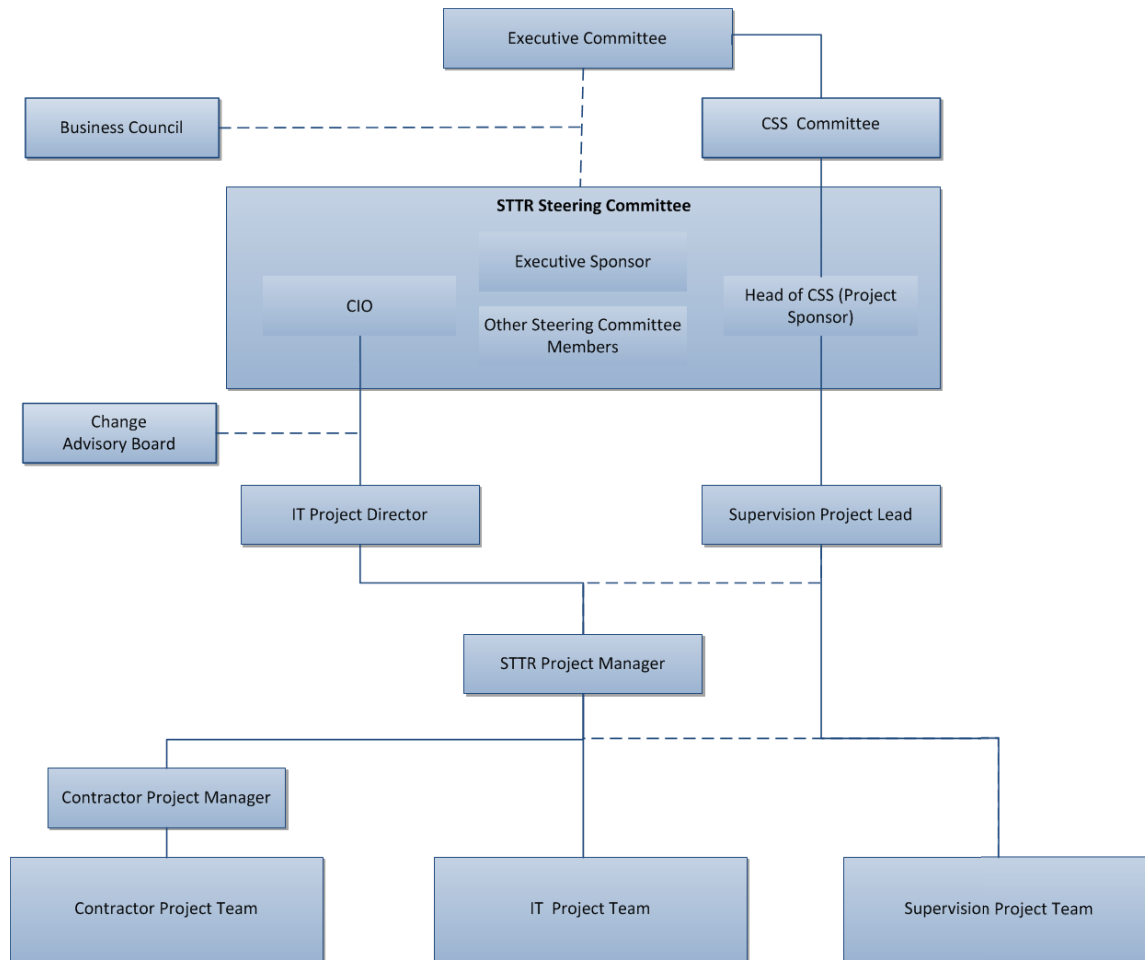 Executive Committee
Business Council
CSS Committee
STTR Steering Committee
Executive Sponsor
CIO
Head of CSS (Project
Sponsor)
Other Steering Committee
Members
Change
Advisory Board
IT Project Director
Supervision Project Lead
STTR Project Manager
Contractor Project Manager
Contractor Project Team
IT Project Team
Supervision Project Team